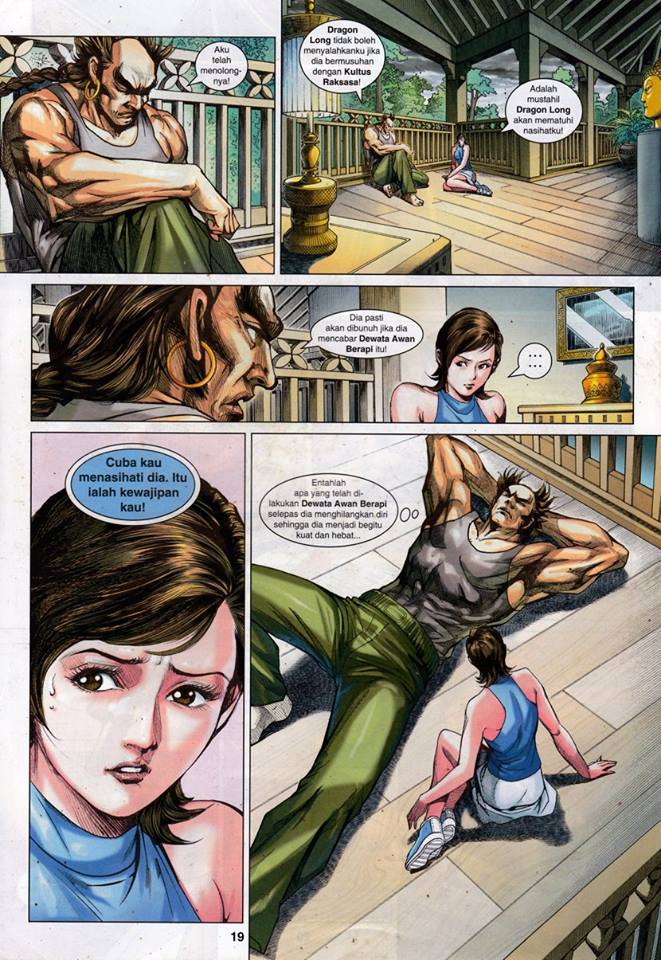 Aku
telah
menolong-
nya!
Dragon
Long tidak boleh
menyalahkanku jika
dia bermusuhan
dengan Kultus
Raksasa!
Adalah
mustahil
Dragon Long
akan mematuhi
nasihatku!
Dia pasti
akan dibunuh jika dia
mencabar Dewata Awan
Berapi itu!
...
...
Cuba kau
menasihati dia. Itu
ialah kewajipan
kau!
Entahlah
apa yang telah di-
lakukan Dewata Awan Berapi
selepas dia menghilangkan diri
sehingga dia menjadi begitu
kuat dan hebat...
19